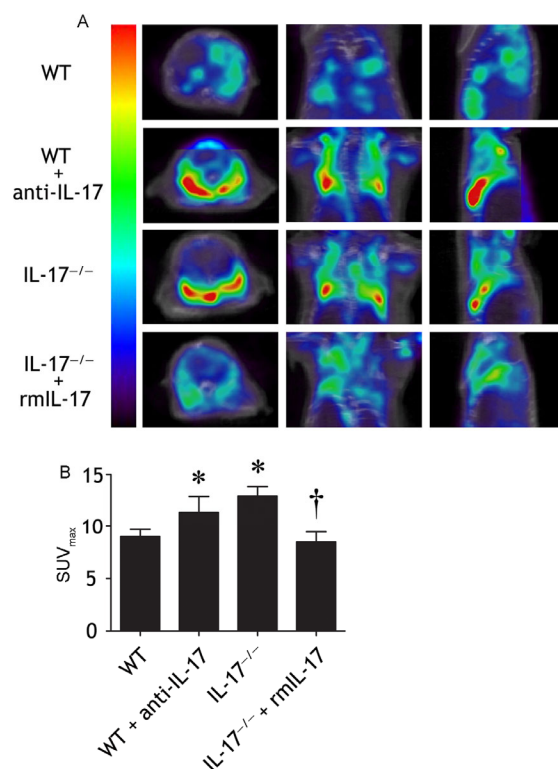 A
WT
WT
+
anti-IL-17
IL-17−/−
IL-17−/−
+
rmIL-17
B
15
10
5
0
SUVmax
*
*
†
WT
WT + anti-IL-17
IL-17−/−
IL-17−/− + rmIL-17